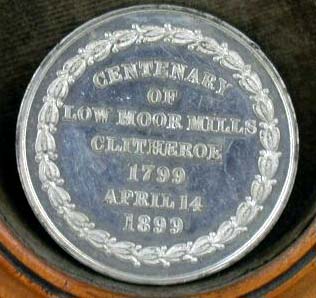 CENTENARY
OF
LOW MOOR MILLS
CLITHEROE
1799
APRIL 14
1899